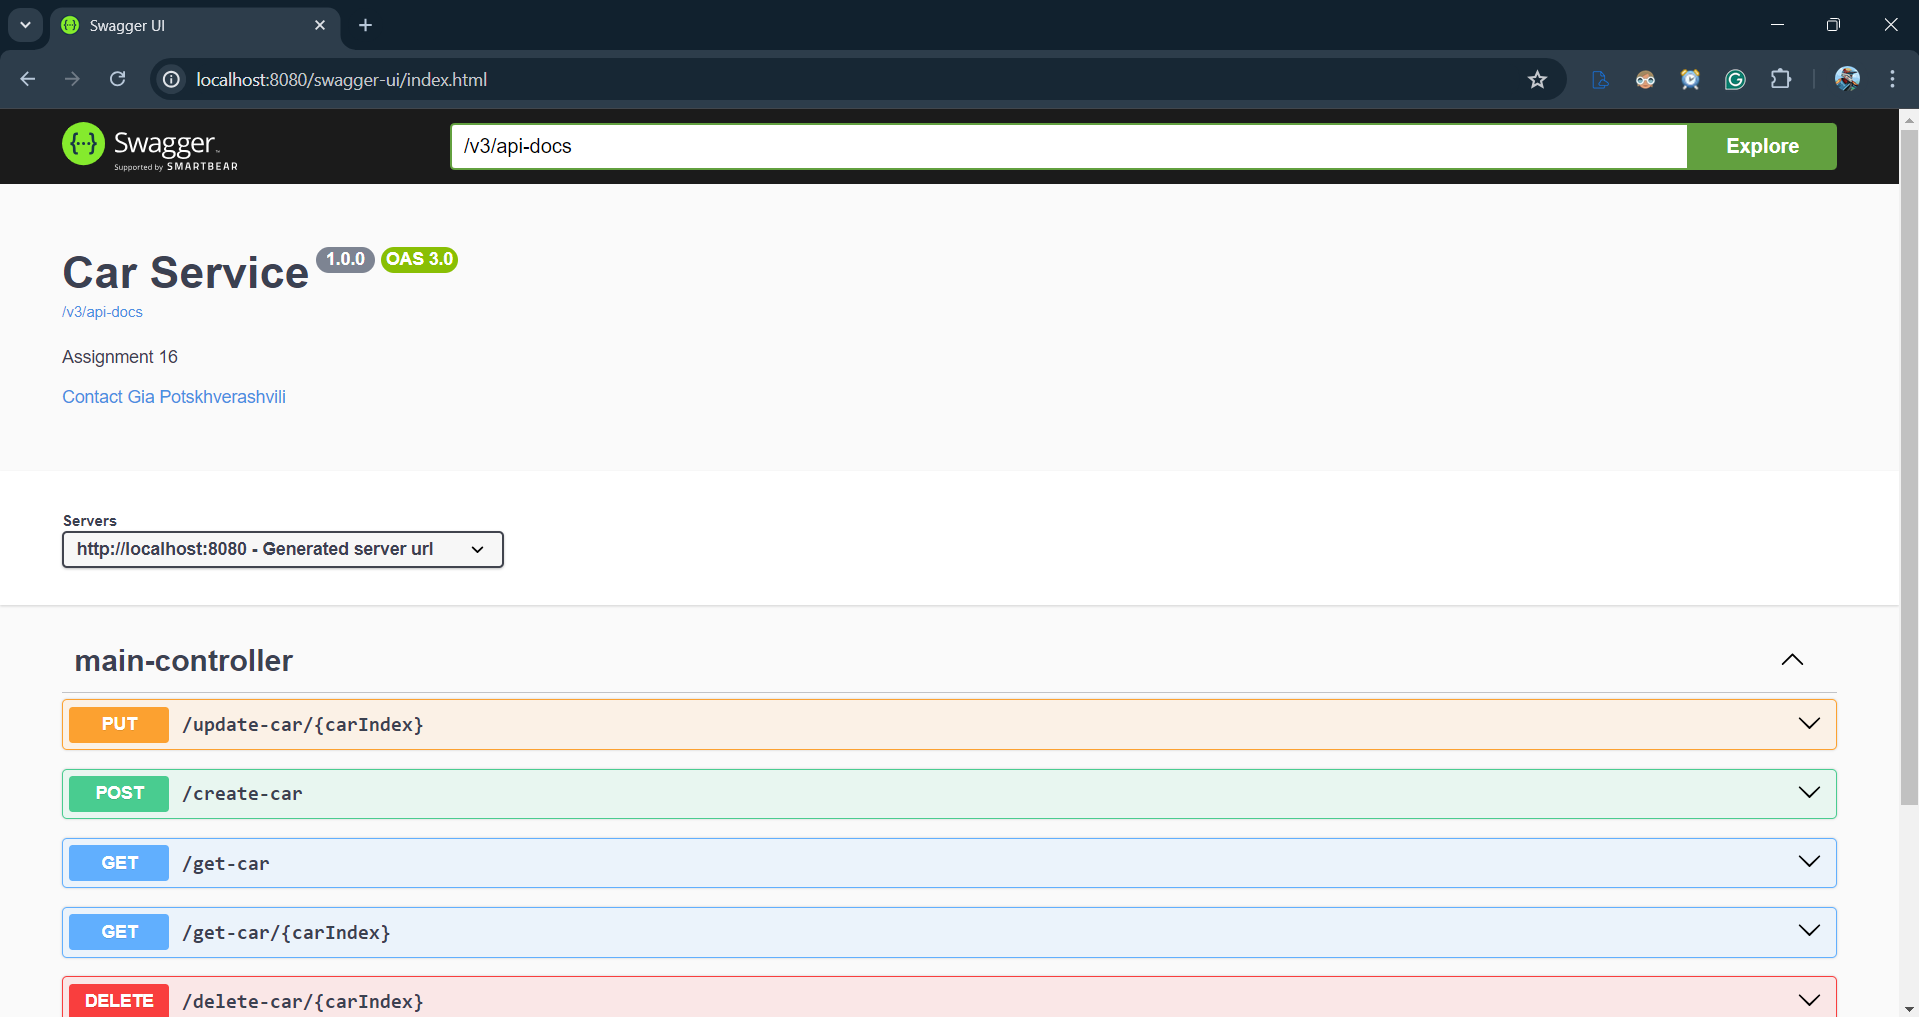 Swagger UI
localhost:8080/swagger-ui/index.html
{···} Swagger™
Supported by SMARTBEAR
/v3/api-docs
Explore
Car Service 1.0.0 OAS 3.0
/v3/api-docs
Assignment 16
Contact Gia Potskhverashvili
Servers
http://localhost:8080 - Generated server url
main-controller
PUT /update-car/{carIndex}
POST /create-car
GET /get-car
GET /get-car/{carIndex}
DELETE /delete-car/{carIndex}